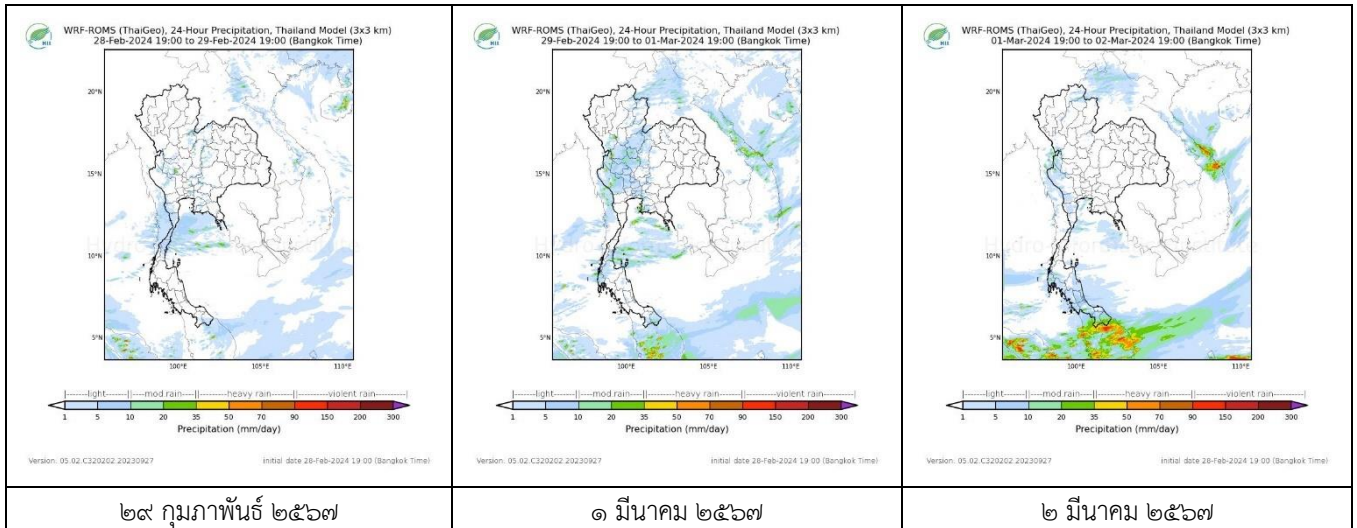 HII
WRF-ROMS (ThaiGeo), 24-Hour Precipitation, Thailand Model (3x3 km)
28-Feb-2024 19:00 to 29-Feb-2024 19:00 (Bangkok Time)
20°N
15°N
10°N
5°N
100°E 105°E 110°E
light mod.rain heavy rain violent rain
1 5 10 20 35 50 70 90 150 200 300
Precipitation (mm/day)
Version: 05.02.C320202.20230927 initial date 28-Feb-2024 19:00 (Bangkok Time)
๒๙ กุมภาพันธ์ ๒๕๖๗
HII
WRF-ROMS (ThaiGeo), 24-Hour Precipitation, Thailand Model (3x3 km)
29-Feb-2024 19:00 to 01-Mar-2024 19:00 (Bangkok Time)
20°N
15°N
10°N
5°N
100°E 105°E 110°E
light mod.rain heavy rain violent rain
1 5 10 20 35 50 70 90 150 200 300
Precipitation (mm/day)
Version: 05.02.C320202.20230927 initial date 28-Feb-2024 19:00 (Bangkok Time)
๑ มีนาคม ๒๕๖๗
HII
WRF-ROMS (ThaiGeo), 24-Hour Precipitation, Thailand Model (3x3 km)
01-Mar-2024 19:00 to 02-Mar-2024 19:00 (Bangkok Time)
20°N
15°N
10°N
5°N
100°E 105°E 110°E
light mod.rain heavy rain violent rain
1 5 10 20 35 50 70 90 150 200 300
Precipitation (mm/day)
Version: 05.02.C320202.20230927 initial date 28-Feb-2024 19:00 (Bangkok Time)
๒ มีนาคม ๒๕๖๗